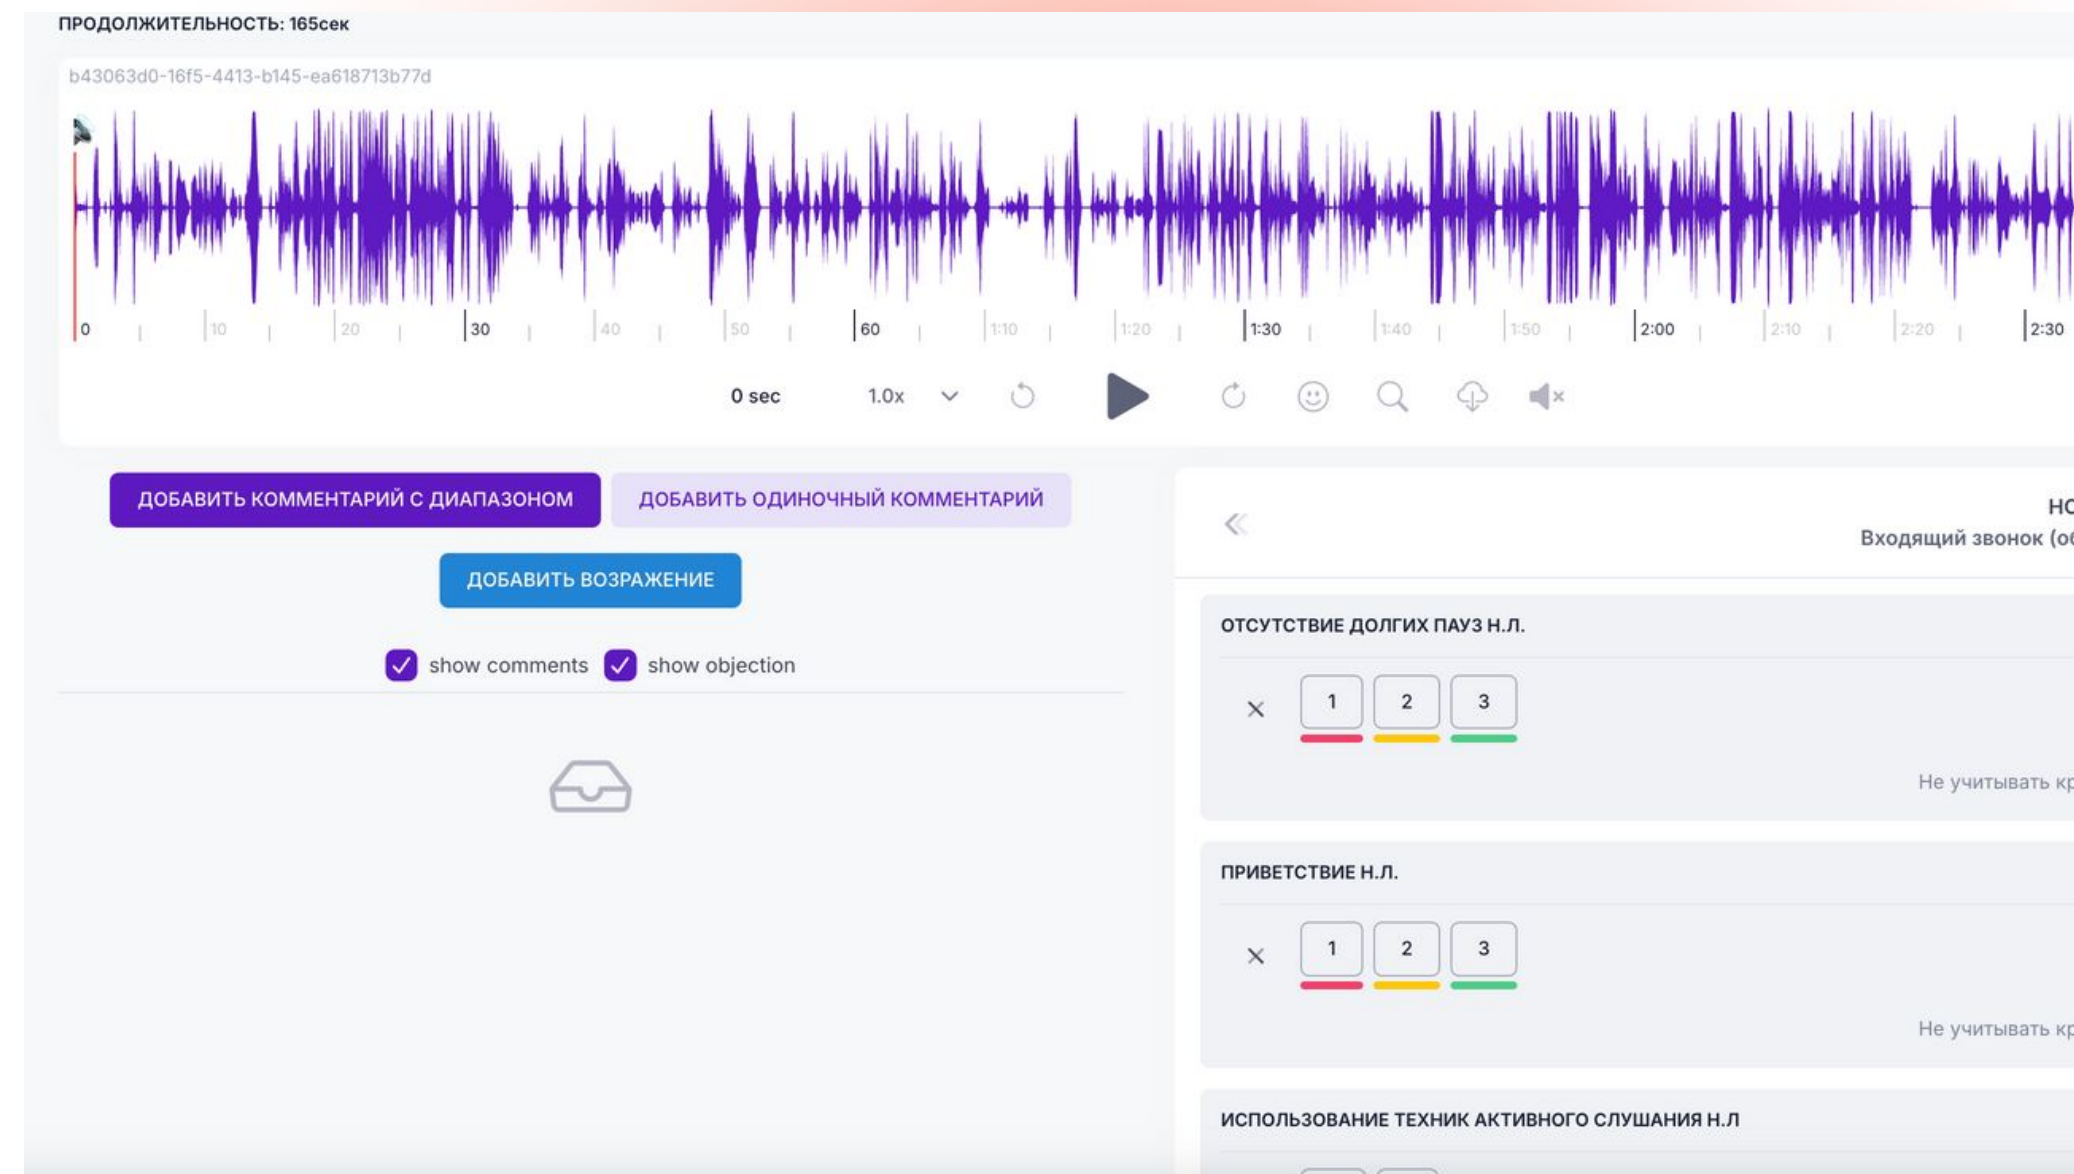 ПРОДОЛЖИТЕЛЬНОСТЬ: 165сек
b43063d0-16f5-4413-b145-ea618713b77d
0 10 20 30 40 50 60 1:10 1:20 1:30 1:40 1:50 2:00 2:10 2:20 2:30
0 sec 1.0x
ДОБАВИТЬ КОММЕНТАРИЙ С ДИАПАЗОНОМ
ДОБАВИТЬ ОДИНОЧНЫЙ КОММЕНТАРИЙ
ДОБАВИТЬ ВОЗРАЖЕНИЕ
show comments show objection
Входящий звонок
ОТСУТСТВИЕ ДОЛГИХ ПАУЗ Н.Л.
1 2 3
Не учитывать
ПРИВЕТСТВИЕ Н.Л.
1 2 3
Не учитывать
ИСПОЛЬЗОВАНИЕ ТЕХНИК АКТИВНОГО СЛУШАНИЯ Н.Л